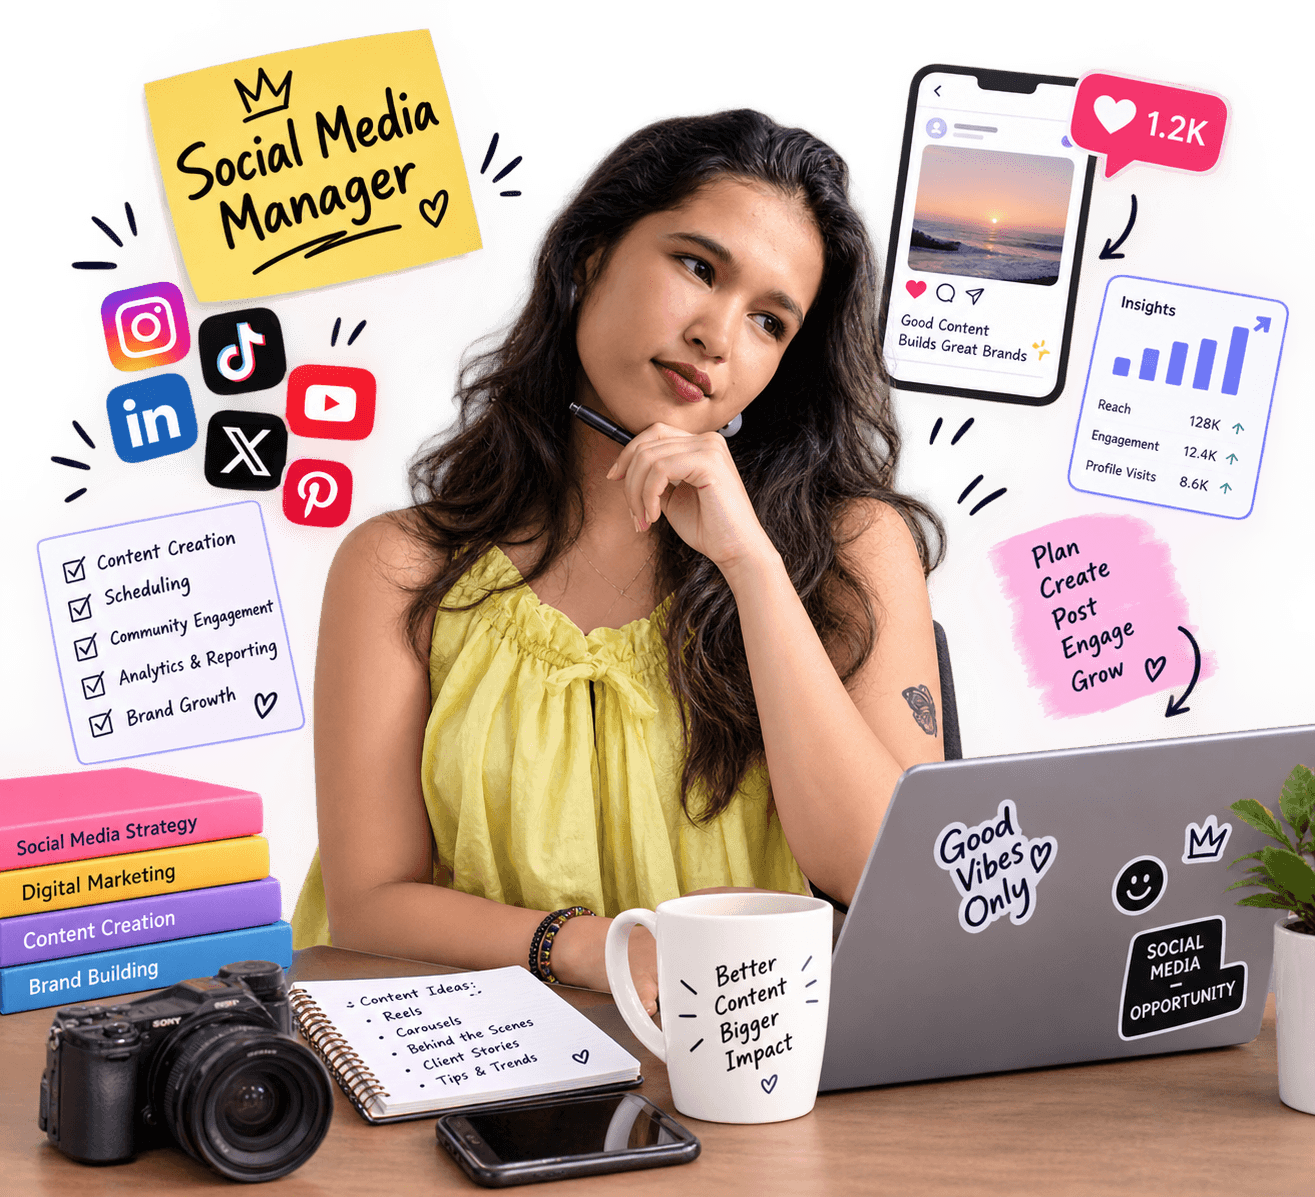 Social Media
Manager
1.2K
Good Content
Builds Great Brands
Insights
Reach 128K
Engagement 12.4K
Profile Visits 8.6K
in
X
Content Creation
Scheduling
Community Engagement
Analytics & Reporting
Brand Growth
Plan
Create
Post
Engage
Grow
Social Media Strategy
Digital Marketing
Content Creation
Brand Building
SONY
Content Ideas:
Reels
Carousels
Behind the Scenes
Client Stories
Tips & Trends
Better
Content
Bigger
Impact
Good
Vibes
Only
SOCIAL
MEDIA
—
OPPORTUNITY